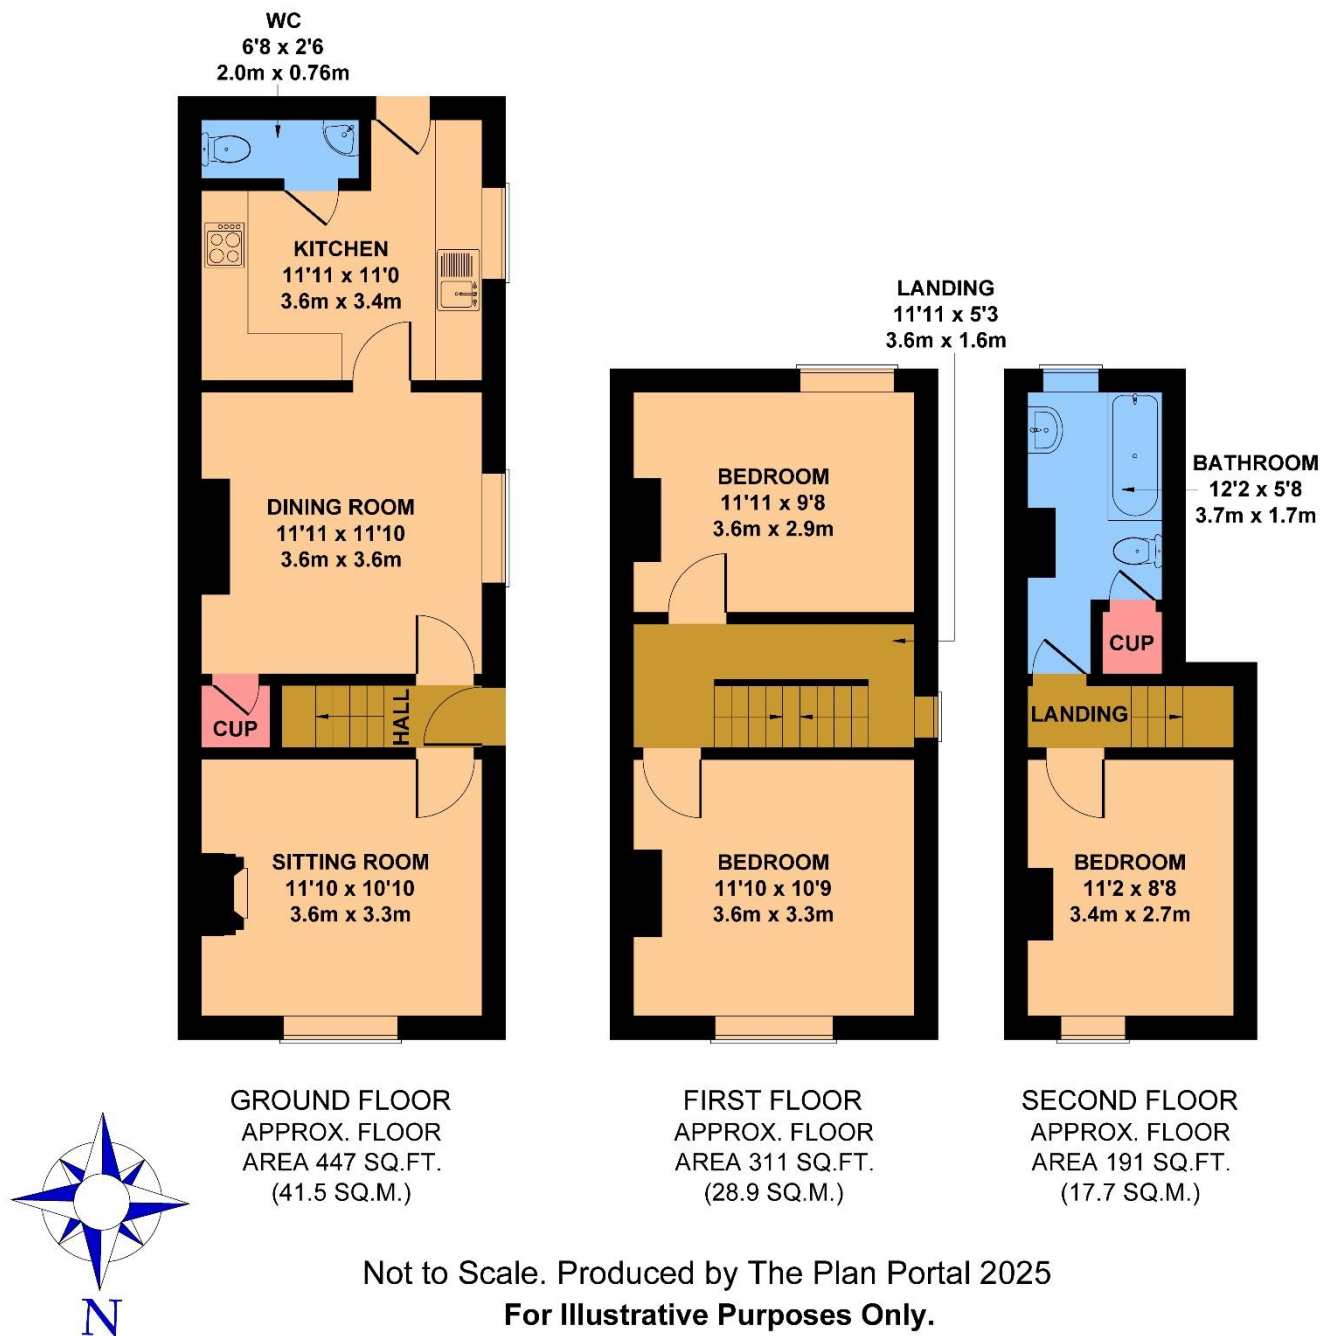 WC
6'8 x 2'6
2.0m x 0.76m
KITCHEN
11'11 x 11'0
3.6m x 3.4m
DINING ROOM
11'11 x 11'10
3.6m x 3.6m
CUP
HALL
SITTING ROOM
11'10 x 10'10
3.6m x 3.3m
LANDING
11'11 x 5'3
3.6m x 1.6m
BEDROOM
11'11 x 9'8
3.6m x 2.9m
BEDROOM
11'10 x 10'9
3.6m x 3.3m
BATHROOM
12'2 x 5'8
3.7m x 1.7m
CUP
LANDING
BEDROOM
11'2 x 8'8
3.4m x 2.7m
GROUND FLOOR
APPROX. FLOOR
AREA 447 SQ.FT.
(41.5 SQ.M.)
FIRST FLOOR
APPROX. FLOOR
AREA 311 SQ.FT.
(28.9 SQ.M.)
SECOND FLOOR
APPROX. FLOOR
AREA 191 SQ.FT.
(17.7 SQ.M.)
N
Not to Scale. Produced by The Plan Portal 2025
For Illustrative Purposes Only.